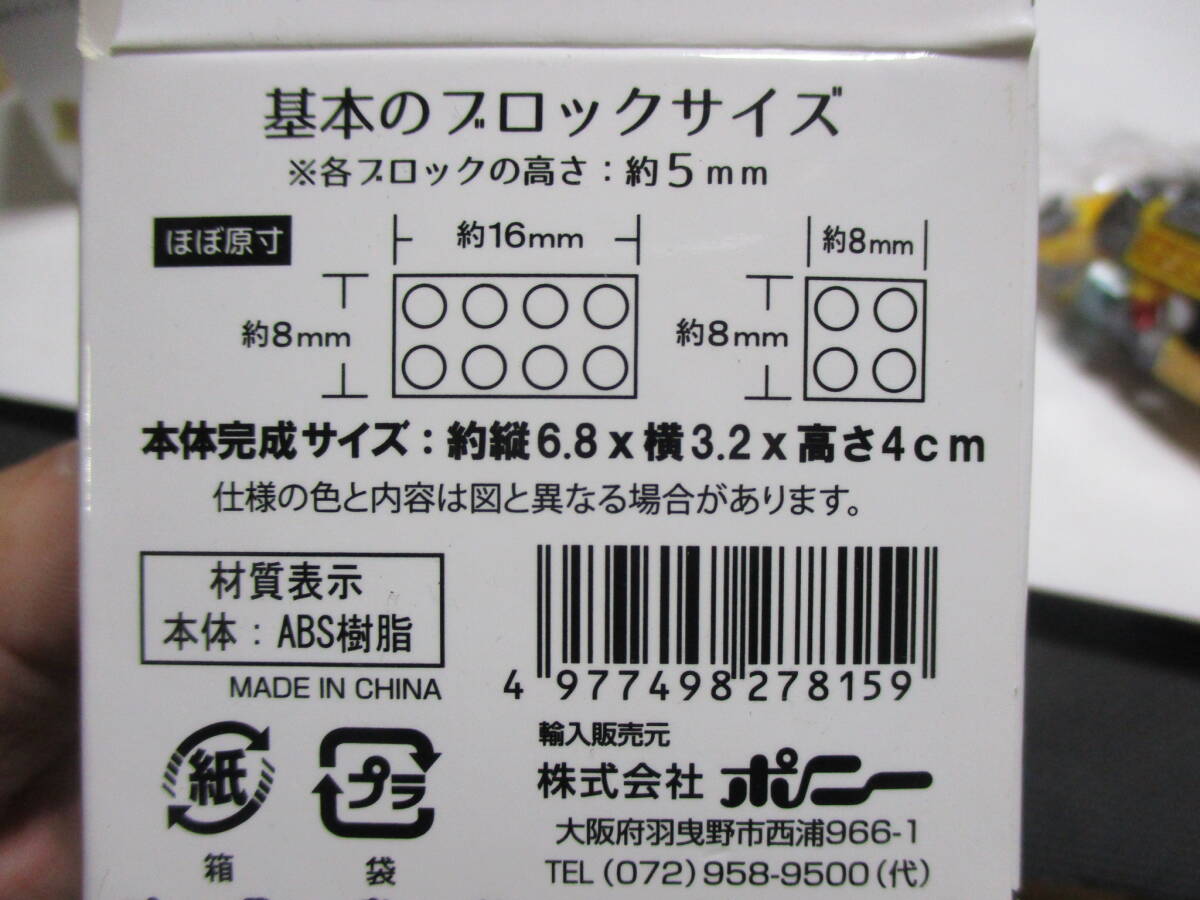 基本のブロックサイズ
※各ブロックの高さ:約5mm
ほぼ原寸
約16mm
約8mm
約8mm
約8mm
本体完成サイズ:約縦6.8x横3.2x高さ4cm
仕様の色と内容は図と異なる場合があります。
材質表示
本体:ABS樹脂
MADE IN CHINA
4 977498 278159
紙
箱
プラ
袋
輸入販売元
株式会社 ポニー
大阪府羽曳野市西浦966-1
TEL(072)958-9500(代)